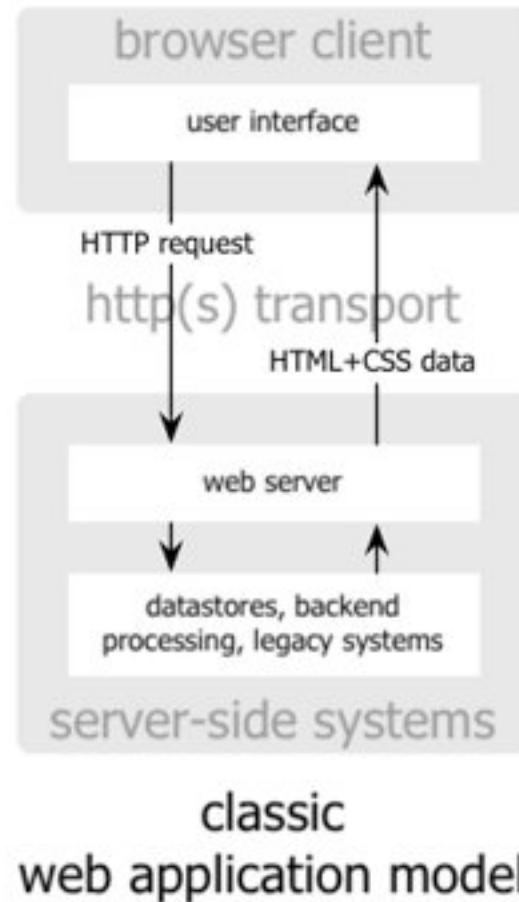 browser client
user interface
HTTP request
http(s) transport
HTML+CSS data
web server
datastores, backend
processing, legacy systems
server-side systems
classic
web application model